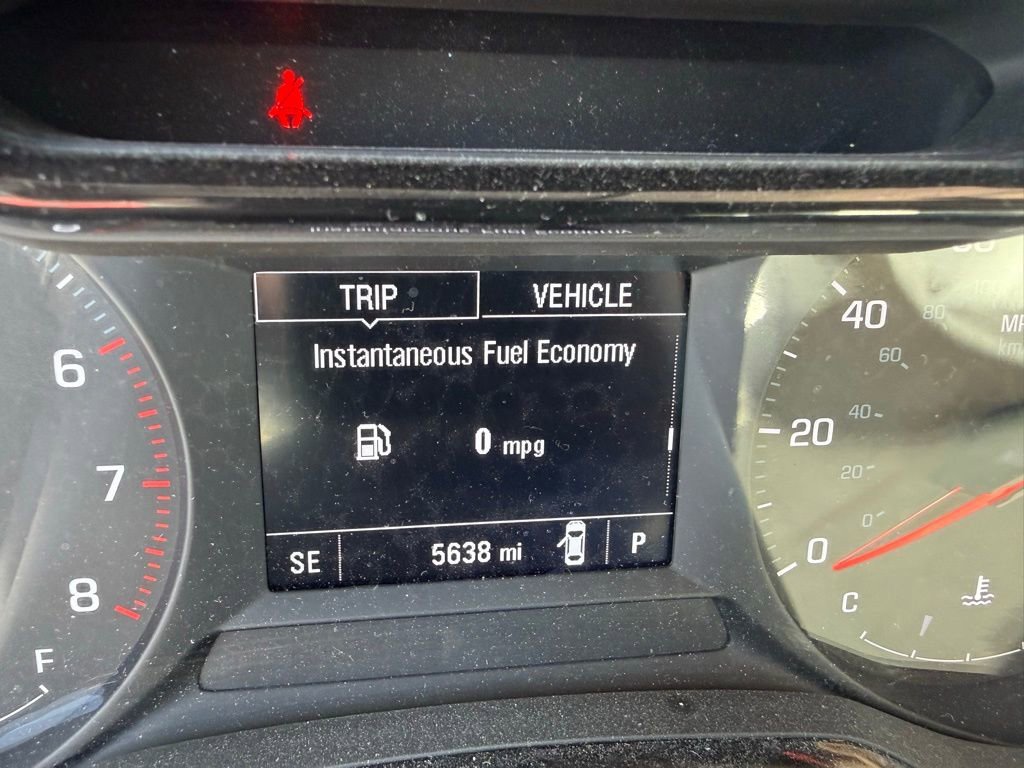 TRIP VEHICLE
Instantaneous Fuel Economy
0 mpg
SE 5638 mi P
6
7
8
F
40
20
0
80
60
40
20
0
C